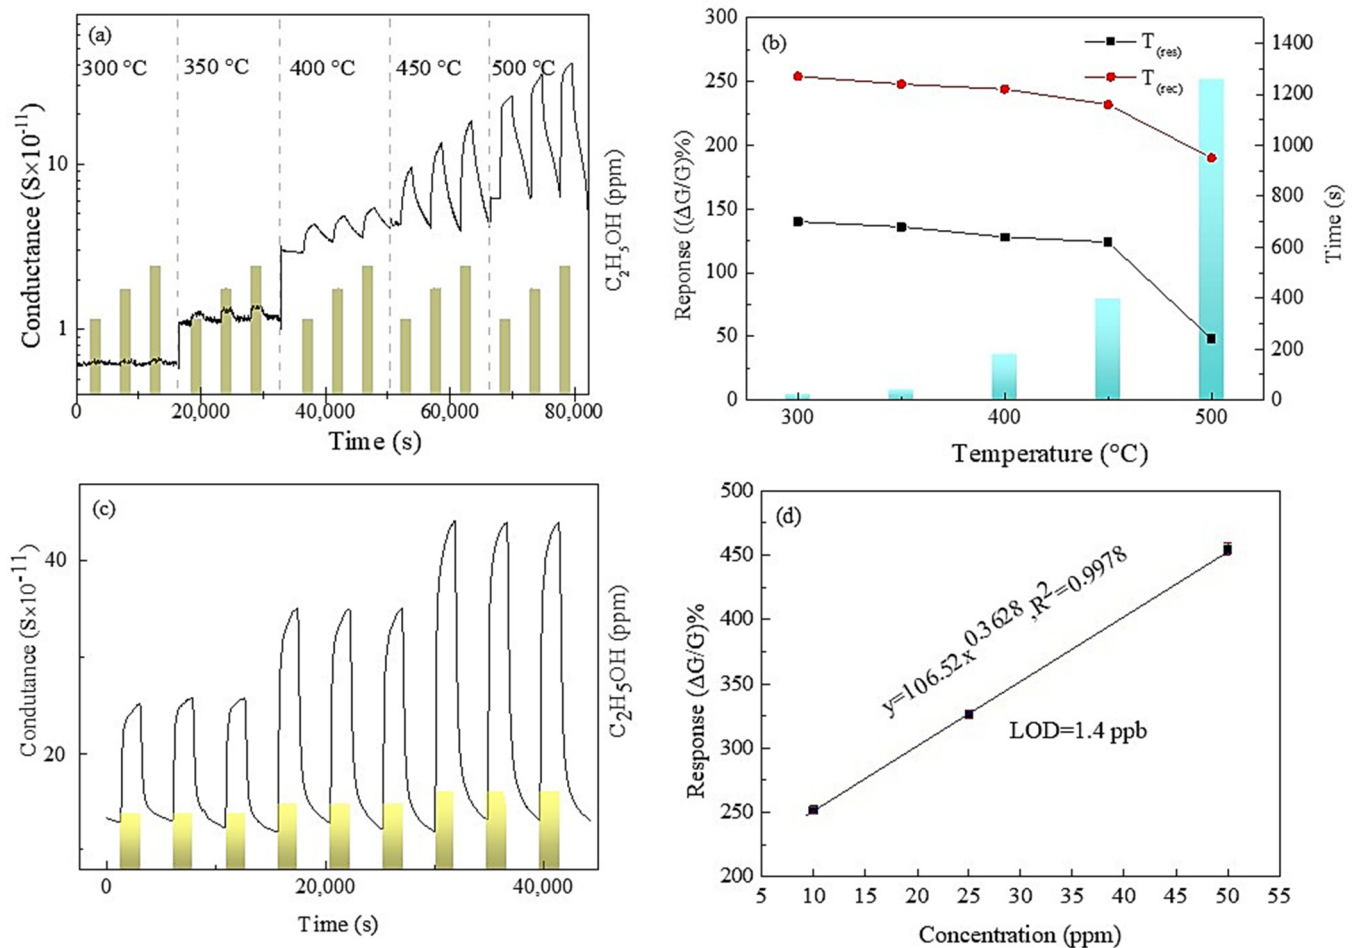 (a)
300 °C
350 °C
400 °C
450 °C
500 °C
Conductance (S×10⁻¹¹)
10
1
0
20,000
40,000
60,000
80,000
Time (s)
C₂H₅OH (ppm)
(b)
T(res)
T(rec)
Reponse ((ΔG/G)%
300
250
200
150
100
50
0
1400
1200
1000
800
600
400
200
0
Time (s)
300
400
500
Temperature (°C)
(c)
Condutance (S×10⁻¹¹)
40
20
0
20,000
40,000
Time (s)
C₂H₅OH (ppm)
(d)
Response (ΔG/G)%
500
450
400
350
300
250
200
y=106.52x^0.3628,R²=0.9978
LOD=1.4 ppb
5
10
15
20
25
30
35
40
45
50
55
Concentration (ppm)